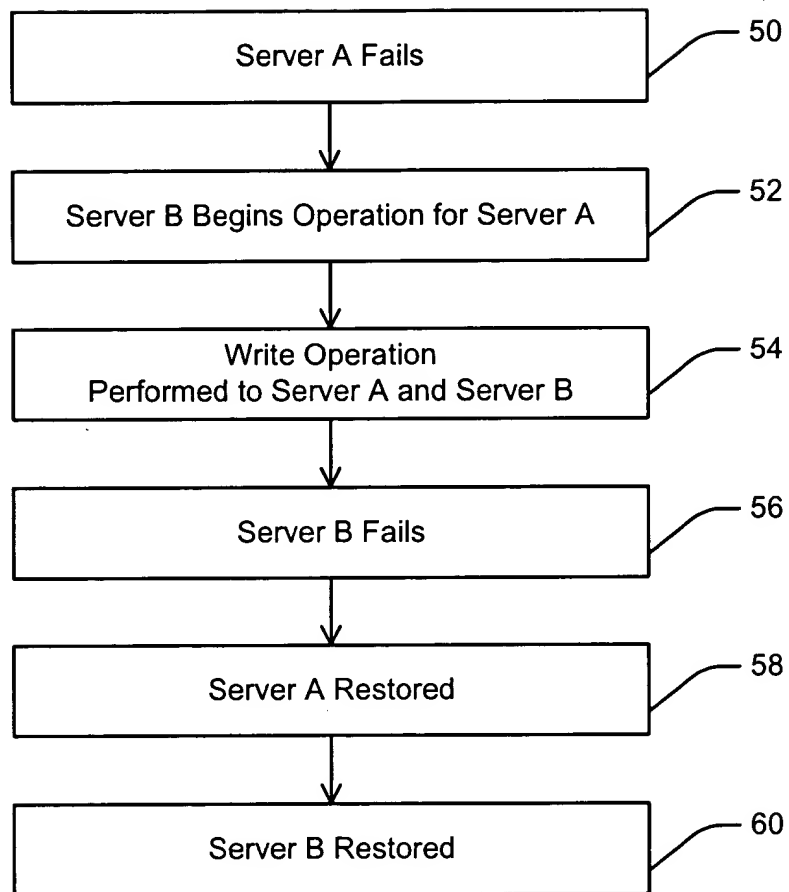 Server A Fails
50
Server B Begins Operation for Server A
52
Write Operation
Performed to Server A and Server B
54
Server B Fails
56
Server A Restored
58
Server B Restored
60